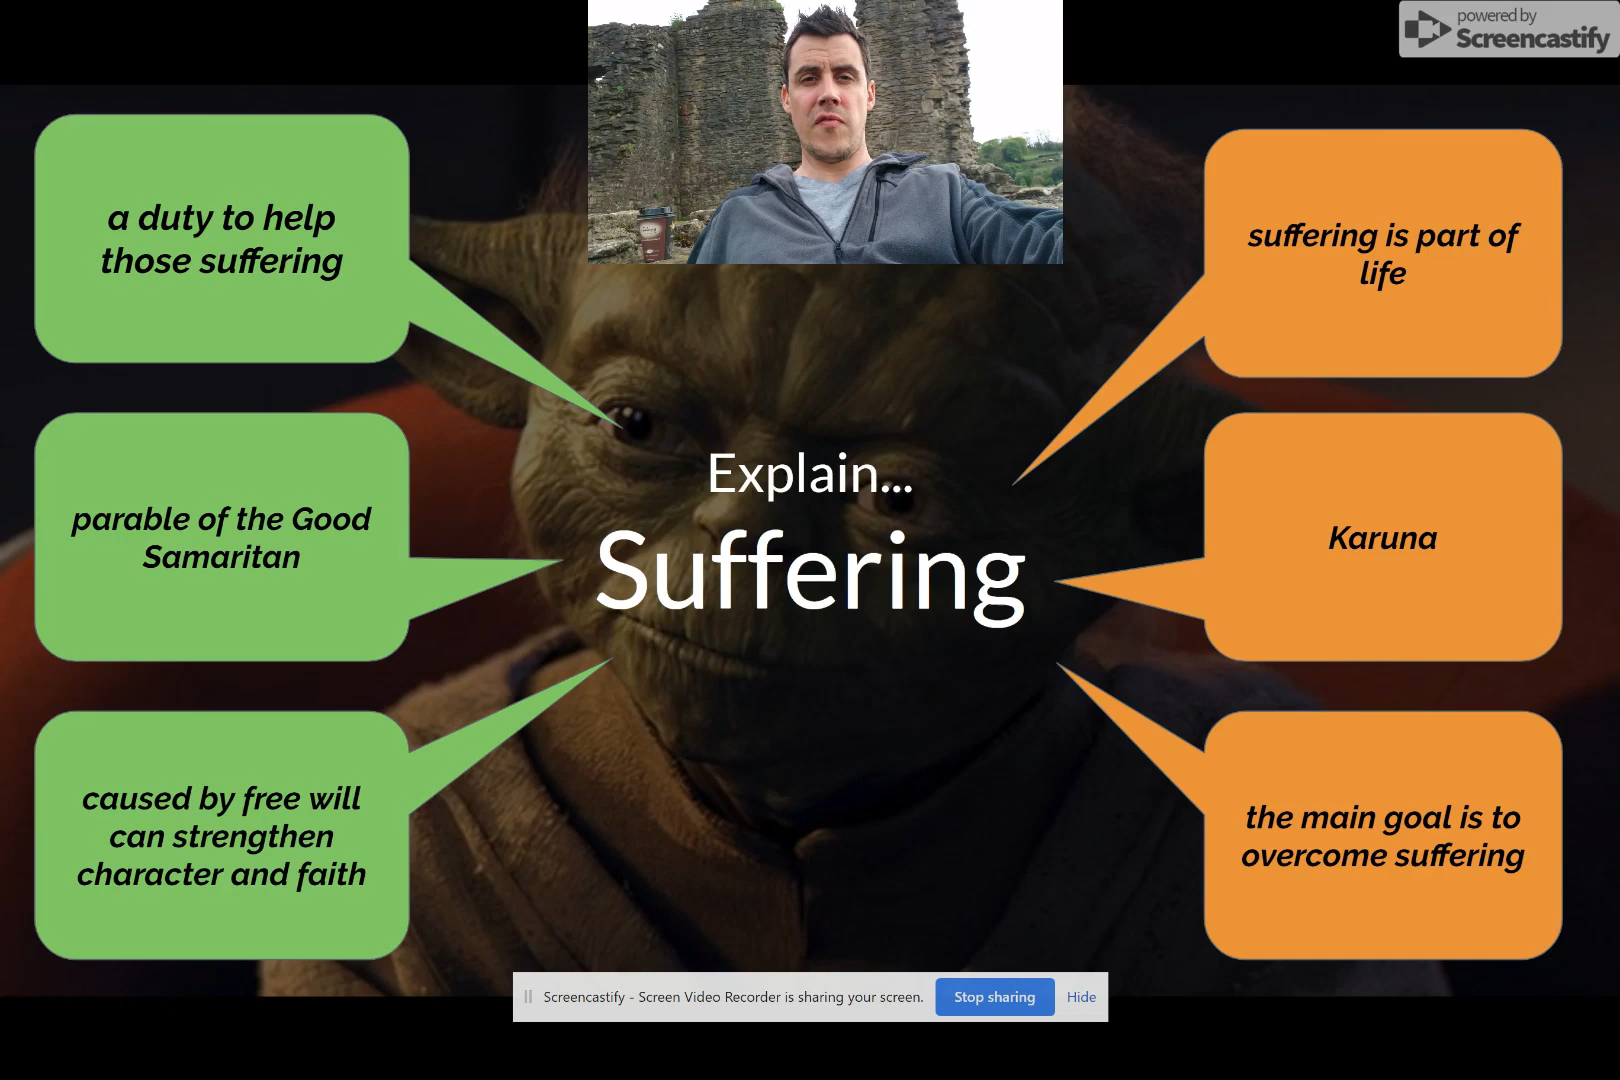 powered by
Screencastify
a duty to help
those suffering
suffering is part of
life
Explain...
Suffering
parable of the Good
Samaritan
Karuna
caused by free will
can strengthen
character and faith
the main goal is to
overcome suffering
Screencastify - Screen Video Recorder is sharing your screen.
Stop sharing
Hide